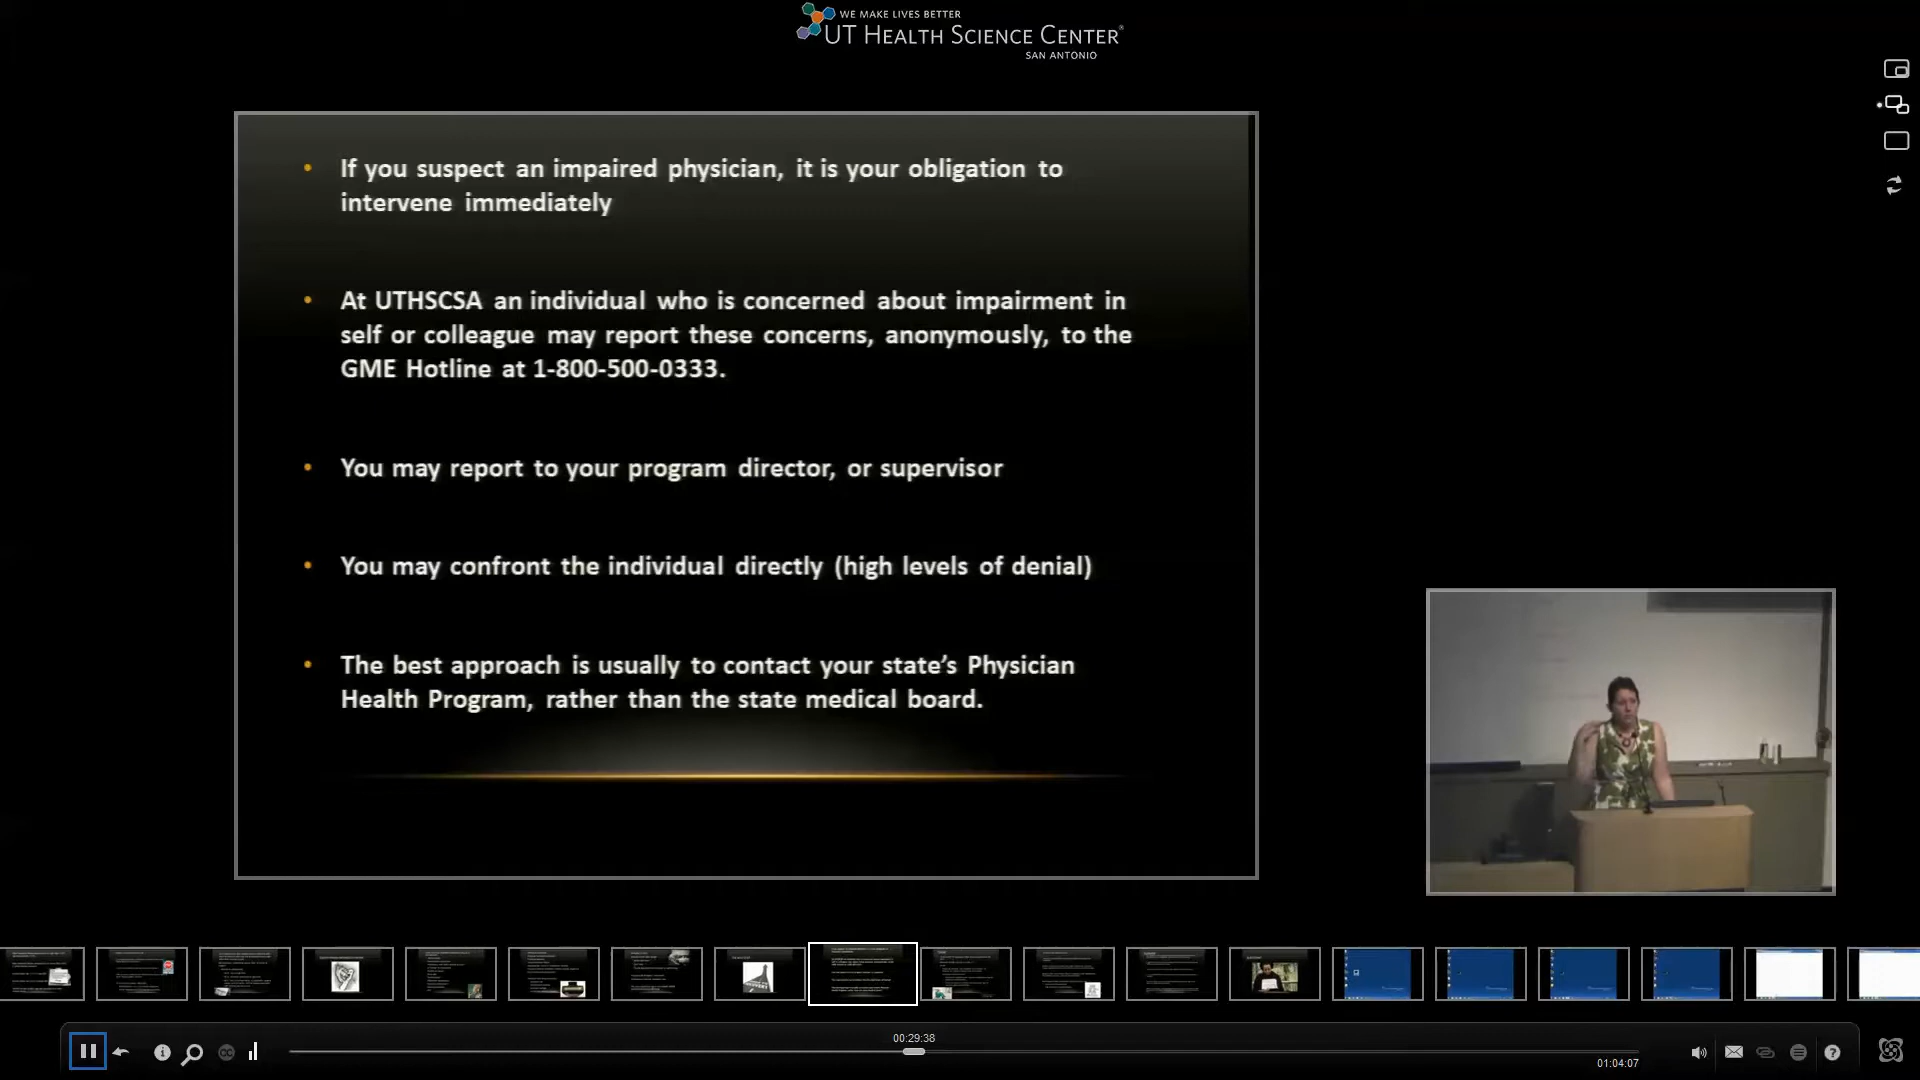 WE MAKE LIVES BETTER
UT HEALTH SCIENCE CENTER®
SAN ANTONIO
• If you suspect an impaired physician, it is your obligation to
intervene immediately
• At UTHSCSA an individual who is concerned about impairment in
self or colleague may report these concerns, anonymously, to the
GME Hotline at 1-800-500-0333.
• You may report to your program director, or supervisor
• You may confront the individual directly (high levels of denial)
• The best approach is usually to contact your state’s Physician
Health Program, rather than the state medical board.
00:29:38
01:04:07